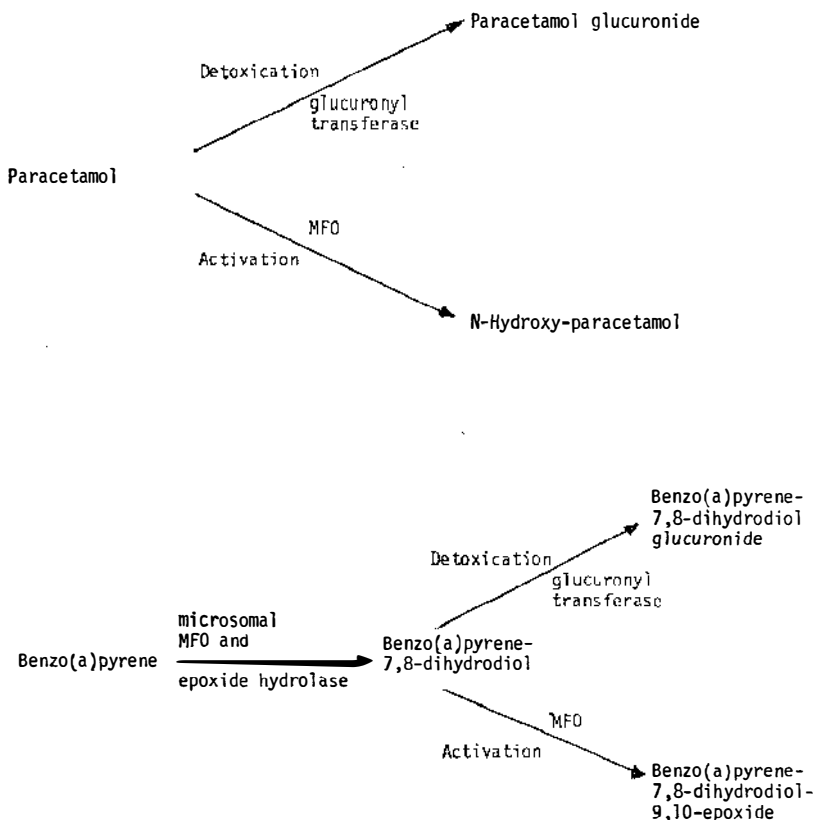 Paracetamol glucuronide
Detoxication
glucuronyl
transferase
Paracetamol
MFO
Activation
N-Hydroxy-paracetamol
Benzo(a)pyrene-
7,8-dihydrodiol
glucuronide
Detoxication
glucuronyl
transferase
microsomal
MFO and
Benzo(a)pyrene
epoxide hydrolase
Benzo(a)pyrene-
7,8-dihydrodiol
MFO
Activation
Benzo(a)pyrene-
7,8-dihydrodiol-
9,10-epoxide